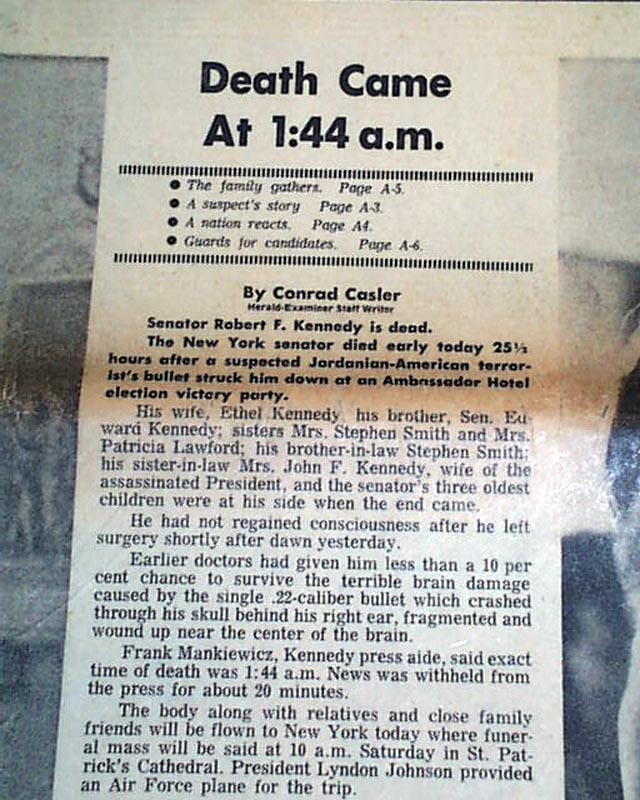 Death Came
At 1:44 a.m.
● The family gathers. Page A-5.
● A suspect's story Page A-3.
● A nation reacts. Page A4.
● Guards for candidates. Page A-6.
By Conrad Casler
Herald-Examiner Staff Writer
Senator Robert F. Kennedy is dead.
The New York senator died early today 25½
hours after a suspected Jordanian-American terror-
ist's bullet struck him down at an Ambassador Hotel
election victory party.
His wife, Ethel Kennedy his brother, Sen. Ed-
ward Kennedy; sisters Mrs. Stephen Smith and Mrs.
Patricia Lawford; his brother-in-law Stephen Smith;
his sister-in-law Mrs. John F. Kennedy, wife of the
assassinated President, and the senator's three oldest
children were at his side when the end came.
He had not regained consciousness after he left
surgery shortly after dawn yesterday.
Earlier doctors had given him less than a 10 per
cent chance to survive the terrible brain damage
caused by the single .22-caliber bullet which crashed
through his skull behind his right ear, fragmented and
wound up near the center of the brain.
Frank Mankiewicz, Kennedy press aide, said exact
time of death was 1:44 a.m. News was withheld from
the press for about 20 minutes.
The body along with relatives and close family
friends will be flown to New York today where funer-
al mass will be said at 10 a.m. Saturday in St. Pat-
rick's Cathedral. President Lyndon Johnson provided
an Air Force plane for the trip.